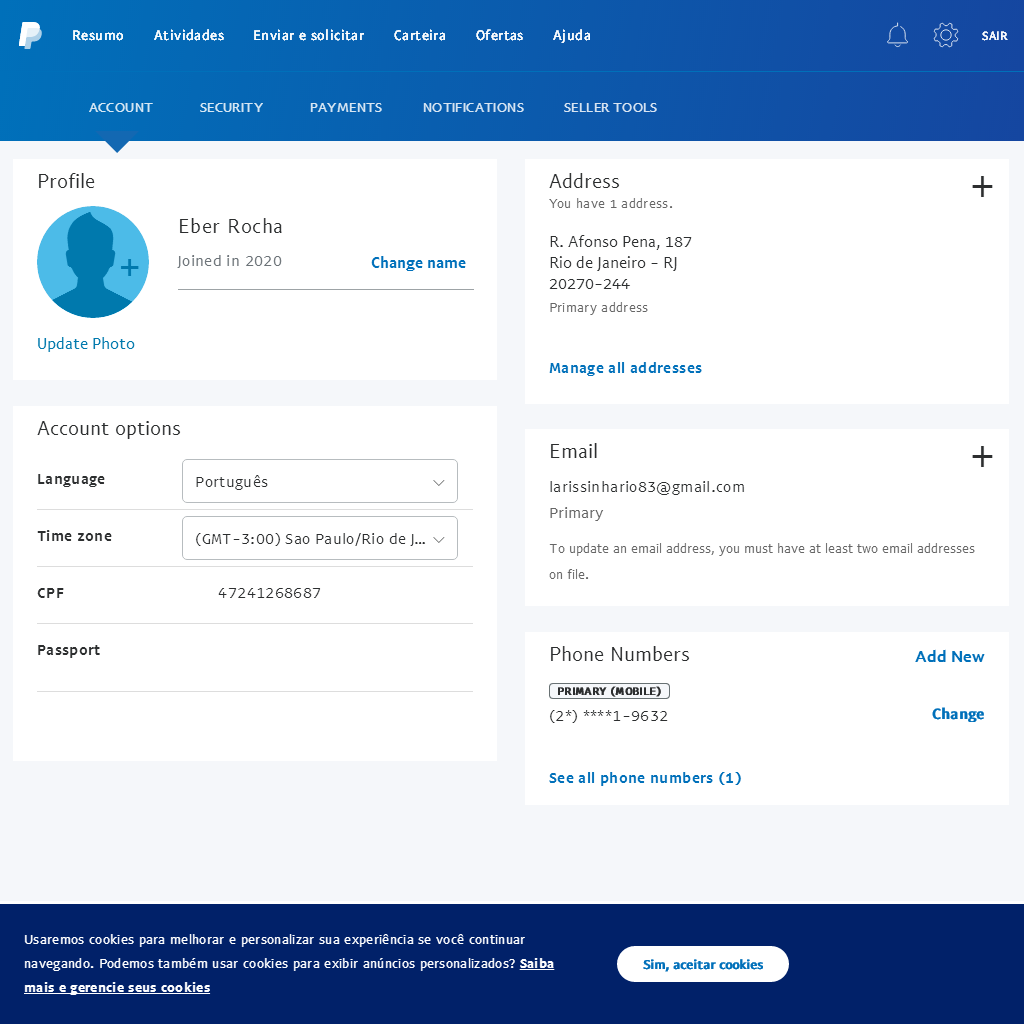 Resumo Atividades Enviar e solicitar Carteira Ofertas Ajuda SAIR
ACCOUNT SECURITY PAYMENTS NOTIFICATIONS SELLER TOOLS
Profile
Eber Rocha
Joined in 2020 Change name
Update Photo
Account options
Language Português
Time zone (GMT-3:00) Sao Paulo/Rio de J...
CPF 47241268687
Passport
Address
You have 1 address.
R. Afonso Pena, 187
Rio de Janeiro - RJ
20270-244
Primary address
Manage all addresses
Email
larissinhario83@gmail.com
Primary
To update an email address, you must have at least two email addresses
on file.
Phone Numbers Add New
PRIMARY (MOBILE)
(2*) ****1-9632 Change
See all phone numbers (1)
Usaremos cookies para melhorar e personalizar sua experiência se você continuar
navegando. Podemos também usar cookies para exibir anúncios personalizados? Saiba
mais e gerencie seus cookies
Sim, aceitar cookies